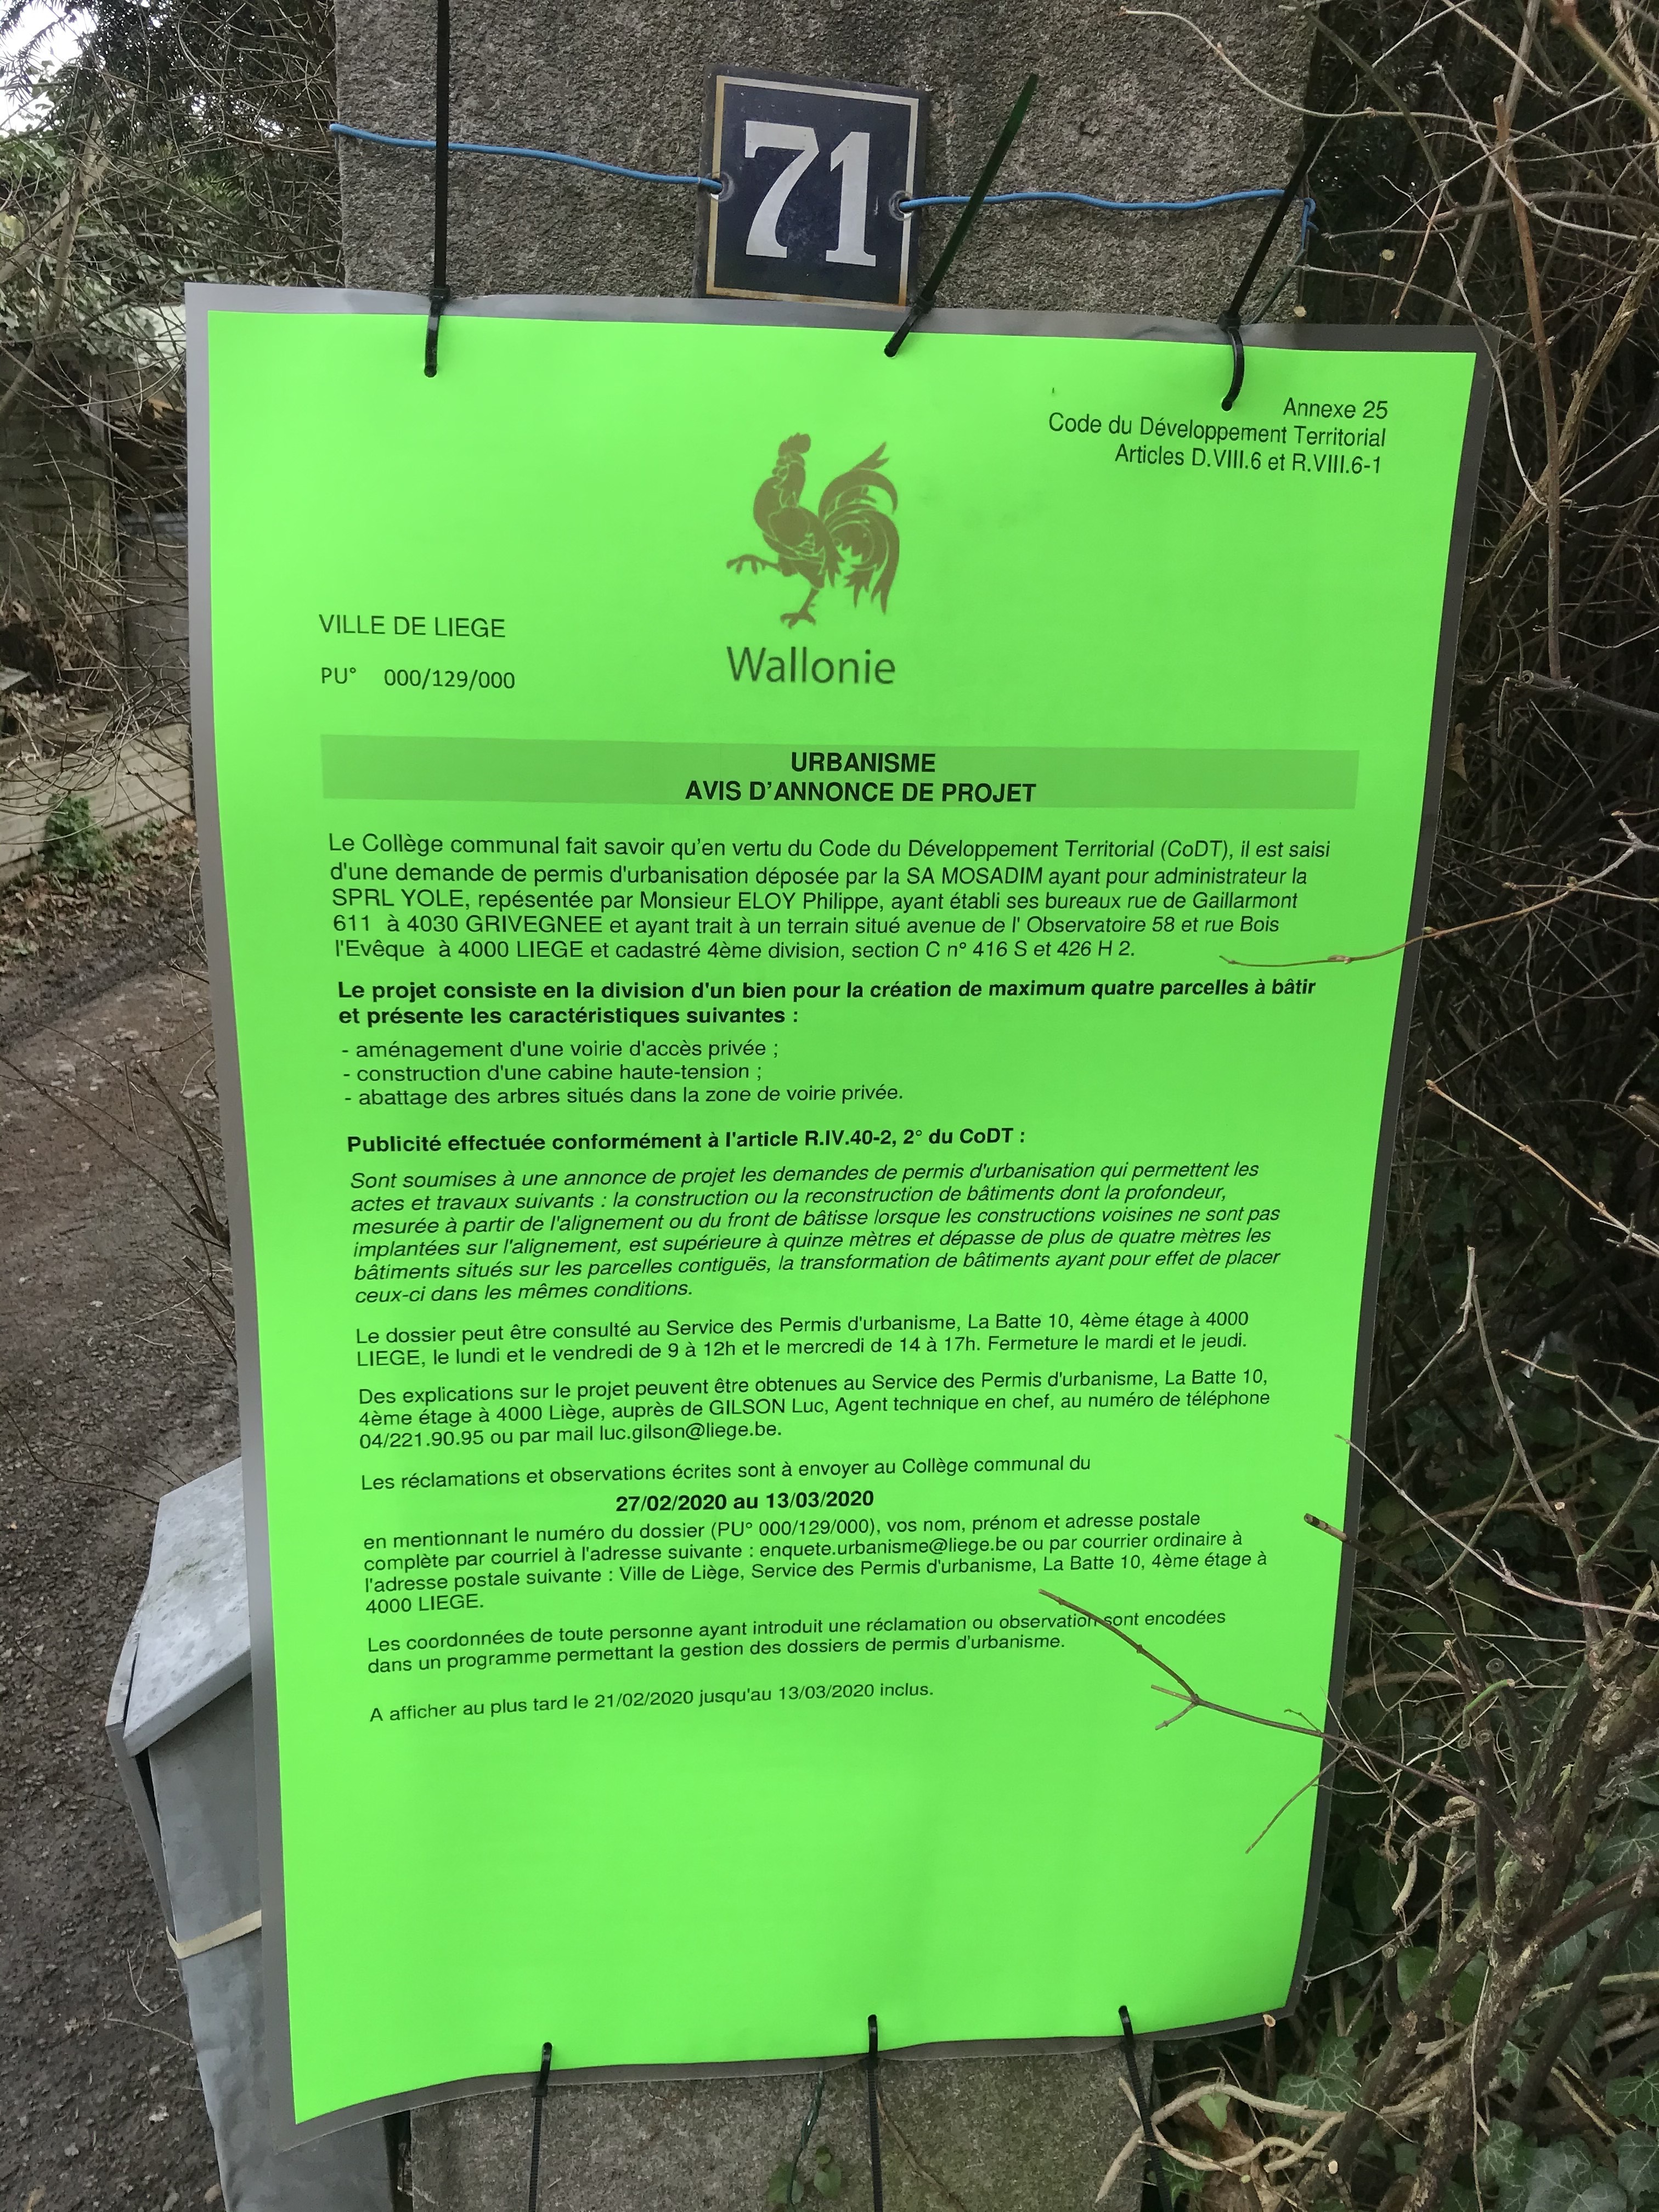 71
Annexe 25
Code du Développement Territorial
Articles D.VIII.6 et R.VIII.6-1
Wallonie
VILLE DE LIEGE
PU° 000/129/000
URBANISME
AVIS D'ANNONCE DE PROJET
Le Collège communal fait savoir qu'en vertu du Code du Développement Territorial (CoDT), il est saisi
d'une demande de permis d'urbanisation déposée par la SA MOSADIM ayant pour administrateur la
SPRL YOLE, repésentée par Monsieur ELOY Philippe, ayant établi ses bureaux rue de Gaillarmont
611 à 4030 GRIVEGNEE et ayant trait à un terrain situé avenue de l' Observatoire 58 et rue Bois
l'Evêque à 4000 LIEGE et cadastré 4ème division, section C n° 416 S et 426 H 2.
Le projet consiste en la division d'un bien pour la création de maximum quatre parcelles à bâtir
et présente les caractéristiques suivantes :
- aménagement d'une voirie d'accès privée ;
- construction d'une cabine haute-tension ;
- abattage des arbres situés dans la zone de voirie privée.
Publicité effectuée conformément à l'article R.IV.40-2, 2° du CoDT :
Sont soumises à une annonce de projet les demandes de permis d'urbanisation qui permettent les
actes et travaux suivants : la construction ou la reconstruction de bâtiments dont la profondeur,
mesurée à partir de l'alignement ou du front de bâtisse lorsque les constructions voisines ne sont pas
implantées sur l'alignement, est supérieure à quinze mètres et dépasse de plus de quatre mètres les
bâtiments situés sur les parcelles contiguës, la transformation de bâtiments ayant pour effet de placer
ceux-ci dans les mêmes conditions.
Le dossier peut être consulté au Service des Permis d'urbanisme, La Batte 10, 4ème étage à 4000
LIEGE, le lundi et le vendredi de 9 à 12h et le mercredi de 14 à 17h. Fermeture le mardi et le jeudi.
Des explications sur le projet peuvent être obtenues au Service des Permis d'urbanisme, La Batte 10,
4ème étage à 4000 Liège, auprès de GILSON Luc, Agent technique en chef, au numéro de téléphone
04/221.90.95 ou par mail luc.gilson@liege.be.
Les réclamations et observations écrites sont à envoyer au Collège communal du
27/02/2020 au 13/03/2020
en mentionnant le numéro du dossier (PU° 000/129/000), vos nom, prénom et adresse postale
complète par courriel à l'adresse suivante : enquete.urbanisme@liege.be ou par courrier ordinaire à
l'adresse postale suivante : Ville de Liège, Service des Permis d'urbanisme, La Batte 10, 4ème étage à
4000 LIEGE.
Les coordonnées de toute personne ayant introduit une réclamation ou observation sont encodées
dans un programme permettant la gestion des dossiers de permis d'urbanisme.
A afficher au plus tard le 21/02/2020 jusqu'au 13/03/2020 inclus.